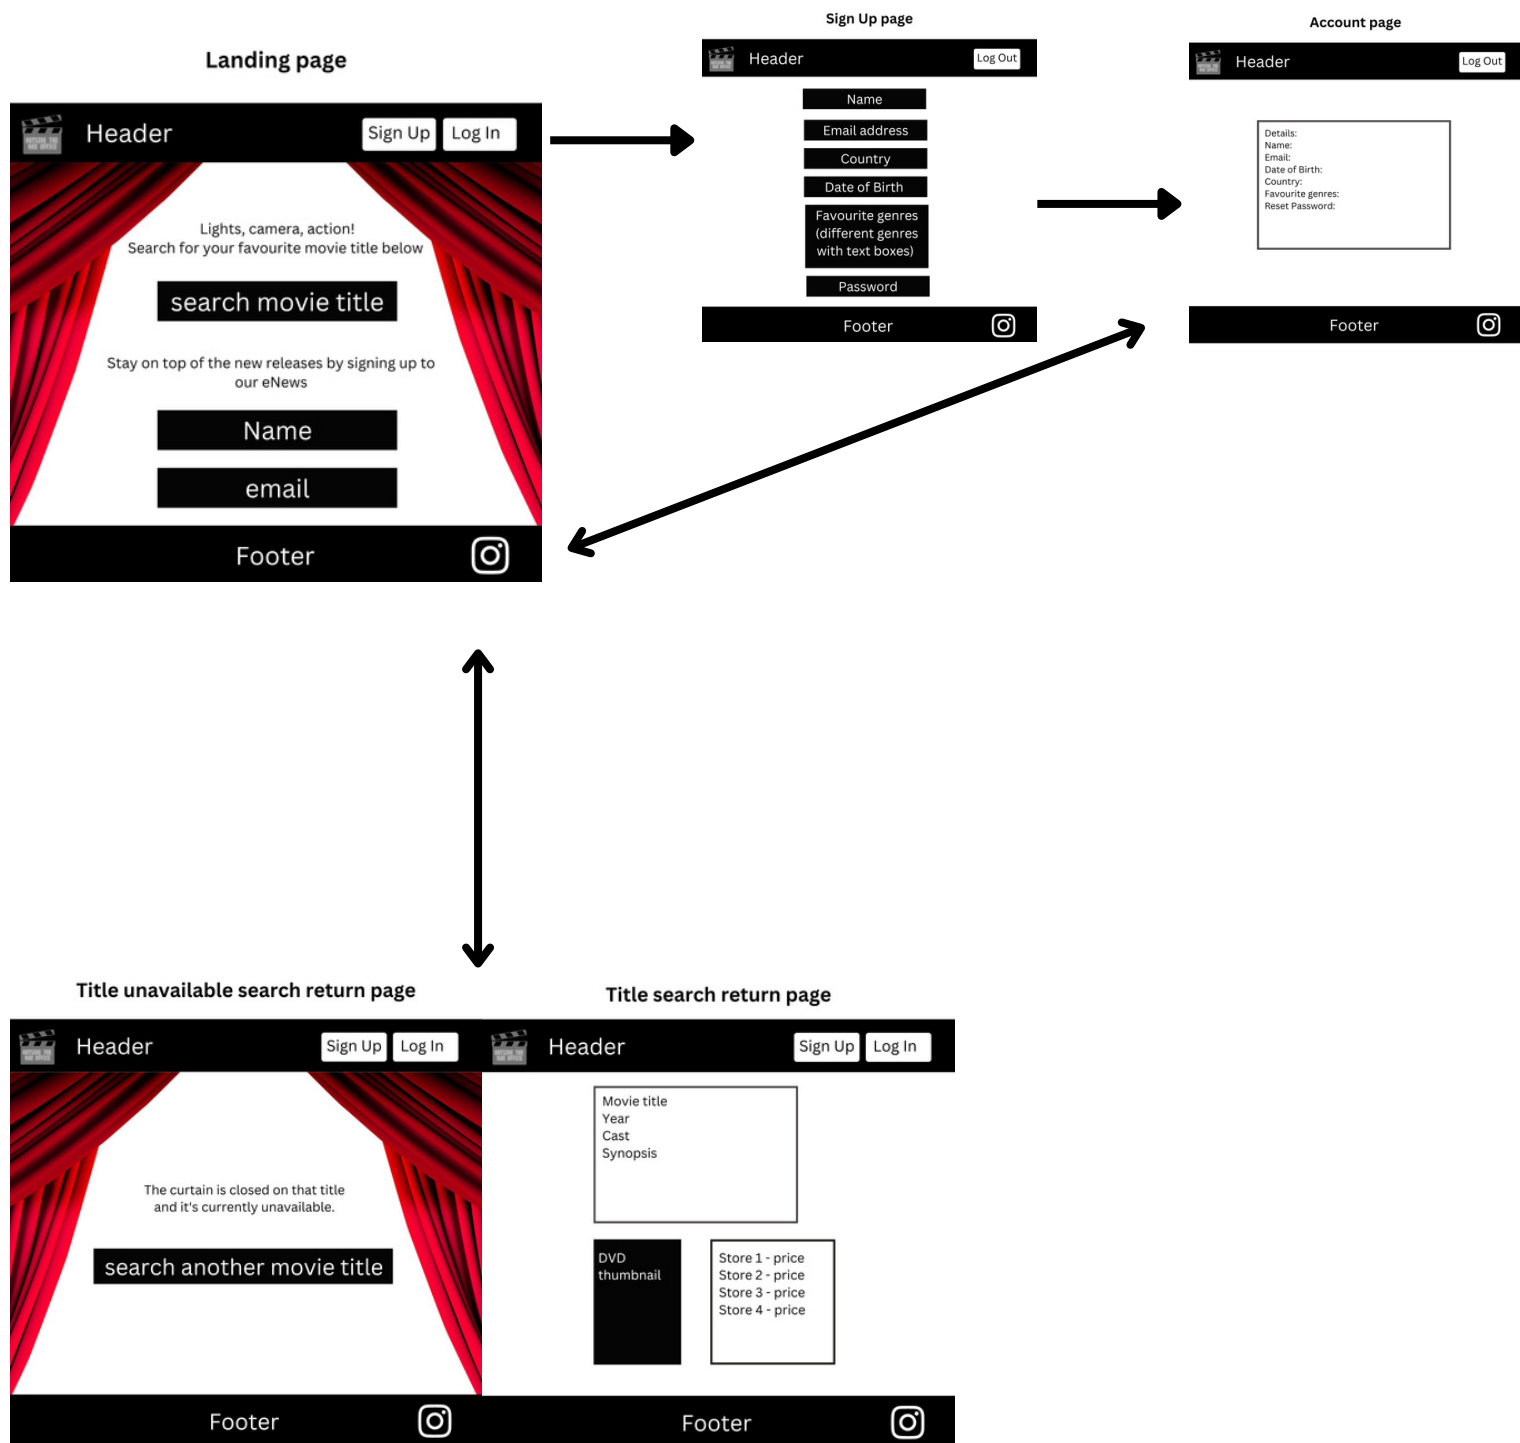 Landing page
Header
Sign Up
Log In
Lights, camera, action!
Search for your favourite movie title below
search movie title
Stay on top of the new releases by signing up to
our eNews
Name
email
Footer
Sign Up page
Header
Log Out
Name
Email address
Country
Date of Birth
Favourite genres
(different genres
with text boxes)
Password
Footer
Account page
Header
Log Out
Details:
Name:
Email:
Date of Birth:
Country:
Favourite genres:
Reset Password:
Footer
Title unavailable search return page
Header
Sign Up
Log In
The curtain is closed on that title
and it's currently unavailable.
search another movie title
Footer
Title search return page
Header
Sign Up
Log In
Movie title
Year
Cast
Synopsis
DVD
thumbnail
Store 1 - price
Store 2 - price
Store 3 - price
Store 4 - price
Footer